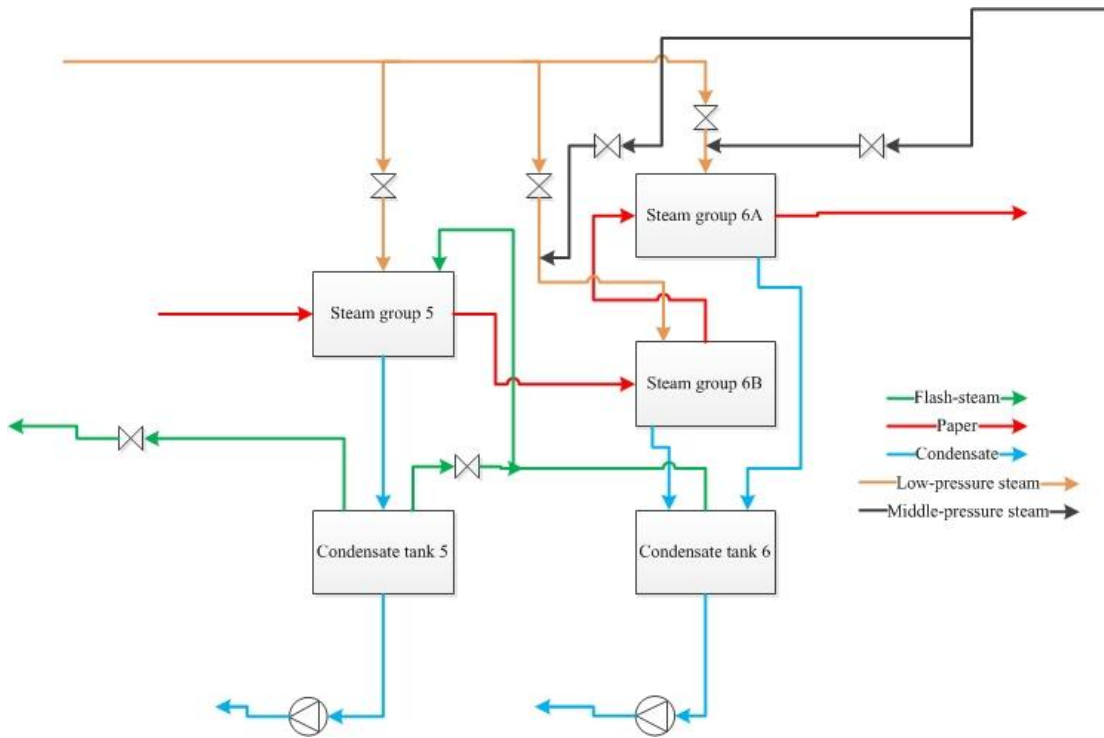 Steam group 6A
Steam group 5
Steam group 6B
Flash-steam
Paper
Condensate
Low-pressure steam
Middle-pressure steam
Condensate tank 5
Condensate tank 6